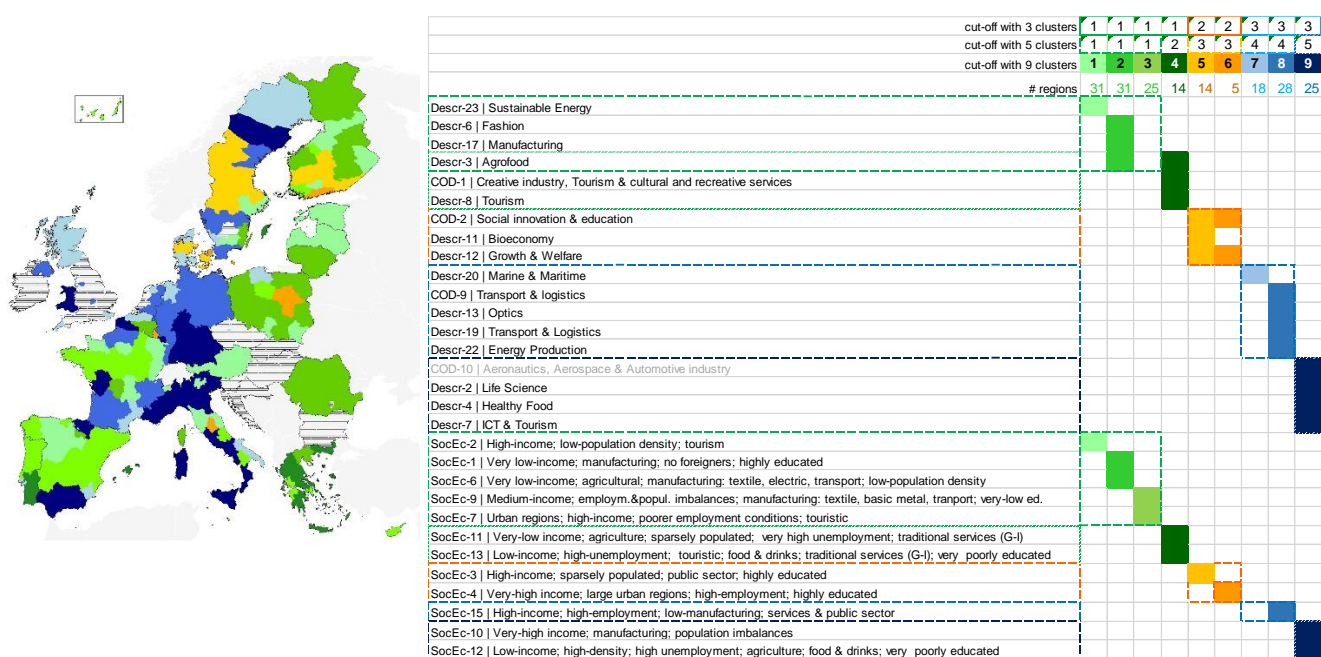 cut-off with 3 clusters 1 1 1 1 2 2 3 3 3
cut-off with 5 clusters 1 1 1 2 3 3 4 4 5
cut-off with 9 clusters 1 2 3 4 5 6 7 8 9
# regions 31 31 25 14 14 5 18 28 25
Descr-23 | Sustainable Energy
Descr-6 | Fashion
Descr-17 | Manufacturing
Descr-3 | Agrofood
COD-1 | Creative industry, Tourism & cultural and recreative services
Descr-8 | Tourism
COD-2 | Social innovation & education
Descr-11 | Bioeconomy
Descr-12 | Growth & Welfare
Descr-20 | Marine & Maritime
COD-9 | Transport & logistics
Descr-13 | Optics
Descr-19 | Transport & Logistics
Descr-22 | Energy Production
COD-10 | Aeronautics, Aerospace & Automotive industry
Descr-2 | Life Science
Descr-4 | Healthy Food
Descr-7 | ICT & Tourism
SocEc-2 | High-income; low-population density; tourism
SocEc-1 | Very low-income; manufacturing; no foreigners; highly educated
SocEc-6 | Very low-income; agricultural; manufacturing: textile, electric, transport; low-population density
SocEc-9 | Medium-income; employm.&popul. imbalances; manufacturing: textile, basic metal, tranport; very-low ed.
SocEc-7 | Urban regions; high-income; poorer employment conditions; touristic
SocEc-11 | Very-low income; agriculture; sparsely populated; very high unemployment; traditional services (G-I)
SocEc-13 | Low-income; high-unemployment; touristic; food & drinks; traditional services (G-I); very poorly educated
SocEc-3 | High-income; sparsely populated; public sector; highly educated
SocEc-4 | Very-high income; large urban regions; high-employment; highly educated
SocEc-15 | High-income; high-employment; low-manufacturing; services & public sector
SocEc-10 | Very-high income; manufacturing; population imbalances
SocEc-12 | Low-income; high-density; high unemployment; agriculture; food & drinks; very poorly educated